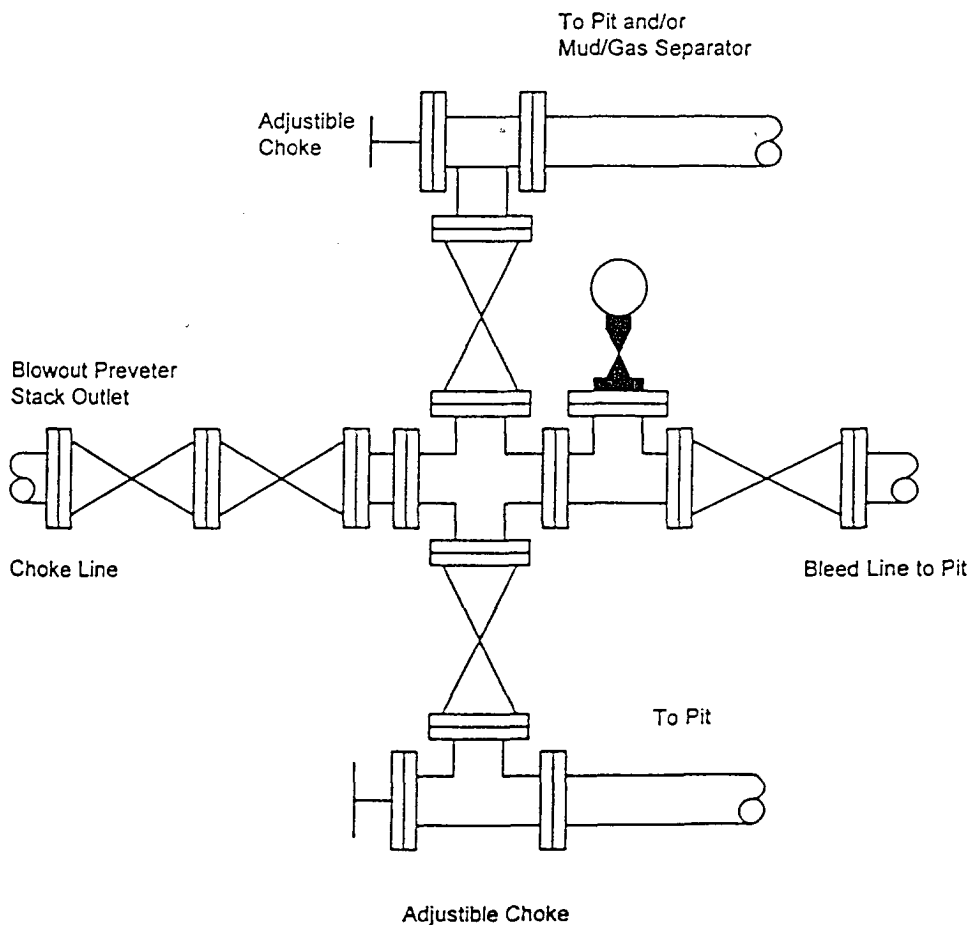 To Pit and/or
Mud/Gas Separator
Adjustible
Choke
Blowout Preveter
Stack Outlet
Choke Line
Bleed Line to Pit
To Pit
Adjustible Choke